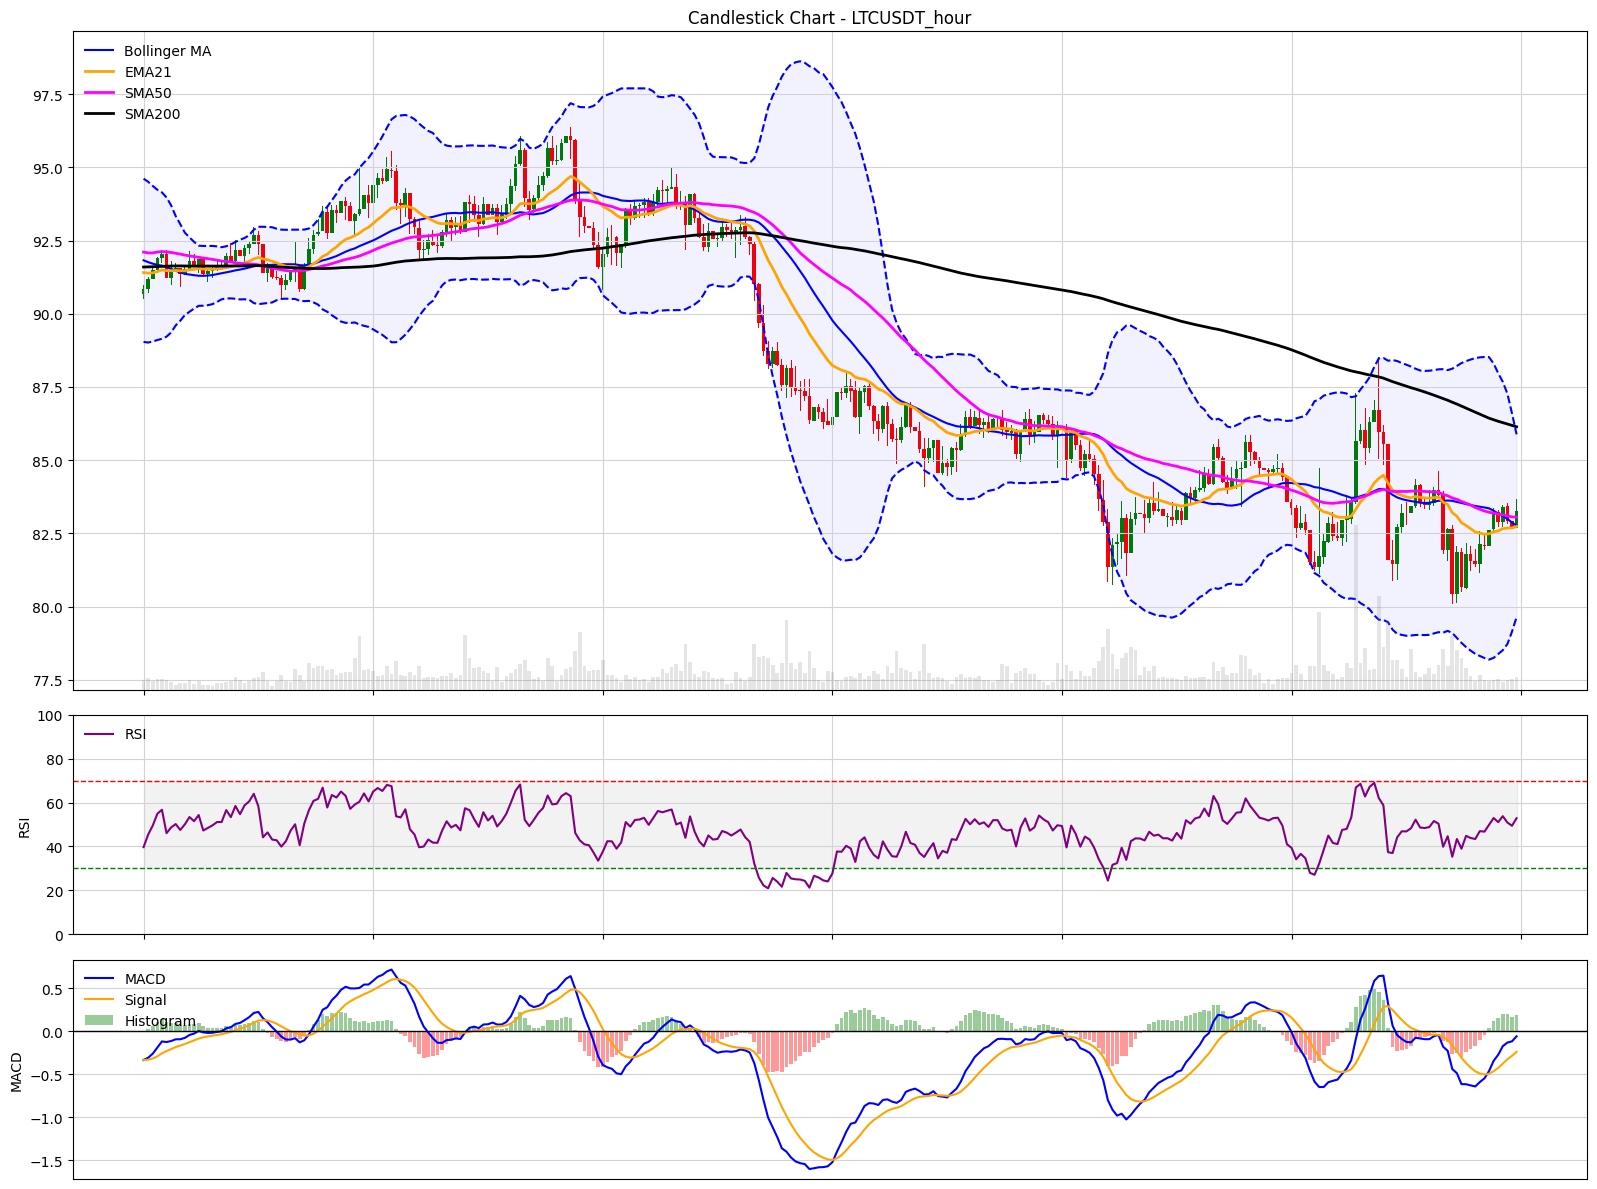 Candlestick Chart - LTCUSDT_hour
Bollinger MA
EMA21
SMA50
SMA200
97.5
95.0
92.5
90.0
87.5
85.0
82.5
80.0
77.5
RSI
100
80
60
40
20
0
RSI
MACD
Signal
Histogram
0.5
0.0
−0.5
−1.0
−1.5
MACD